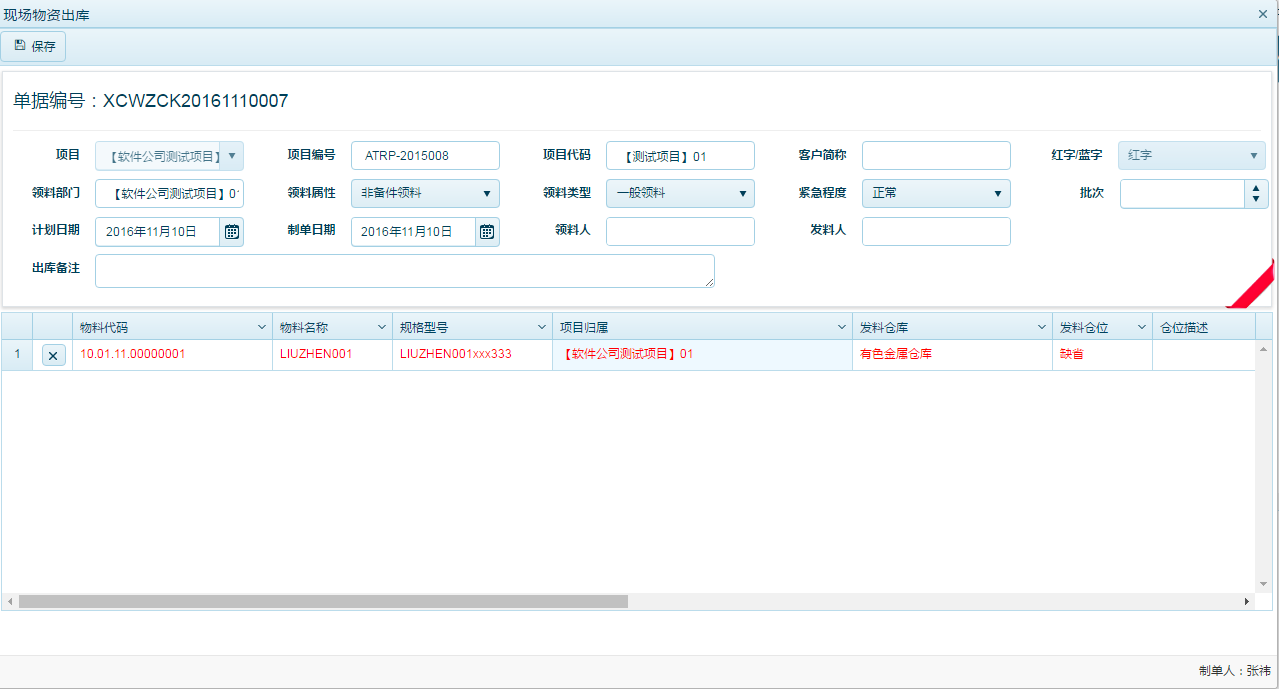 现场物资出库
保存
单据编号：XCWZCK20161110007
项目 【软件公司测试项目】 项目编号 ATRP-2015008 项目代码 【测试项目】01 客户简称 红字/蓝字 红字
领料部门 【软件公司测试项目】01 领料属性 非备件领料 领料类型 一般领料 紧急程度 正常 批次
计划日期 2016年11月10日 制单日期 2016年11月10日 领料人 发料人
出库备注
物料代码 物料名称 规格型号 项目归属 发料仓库 发料仓位 仓位描述
1 10.01.11.00000001 LIUZHEN001 LIUZHEN001xxx333 【软件公司测试项目】01 有色金属仓库 缺省
制单人：张祎